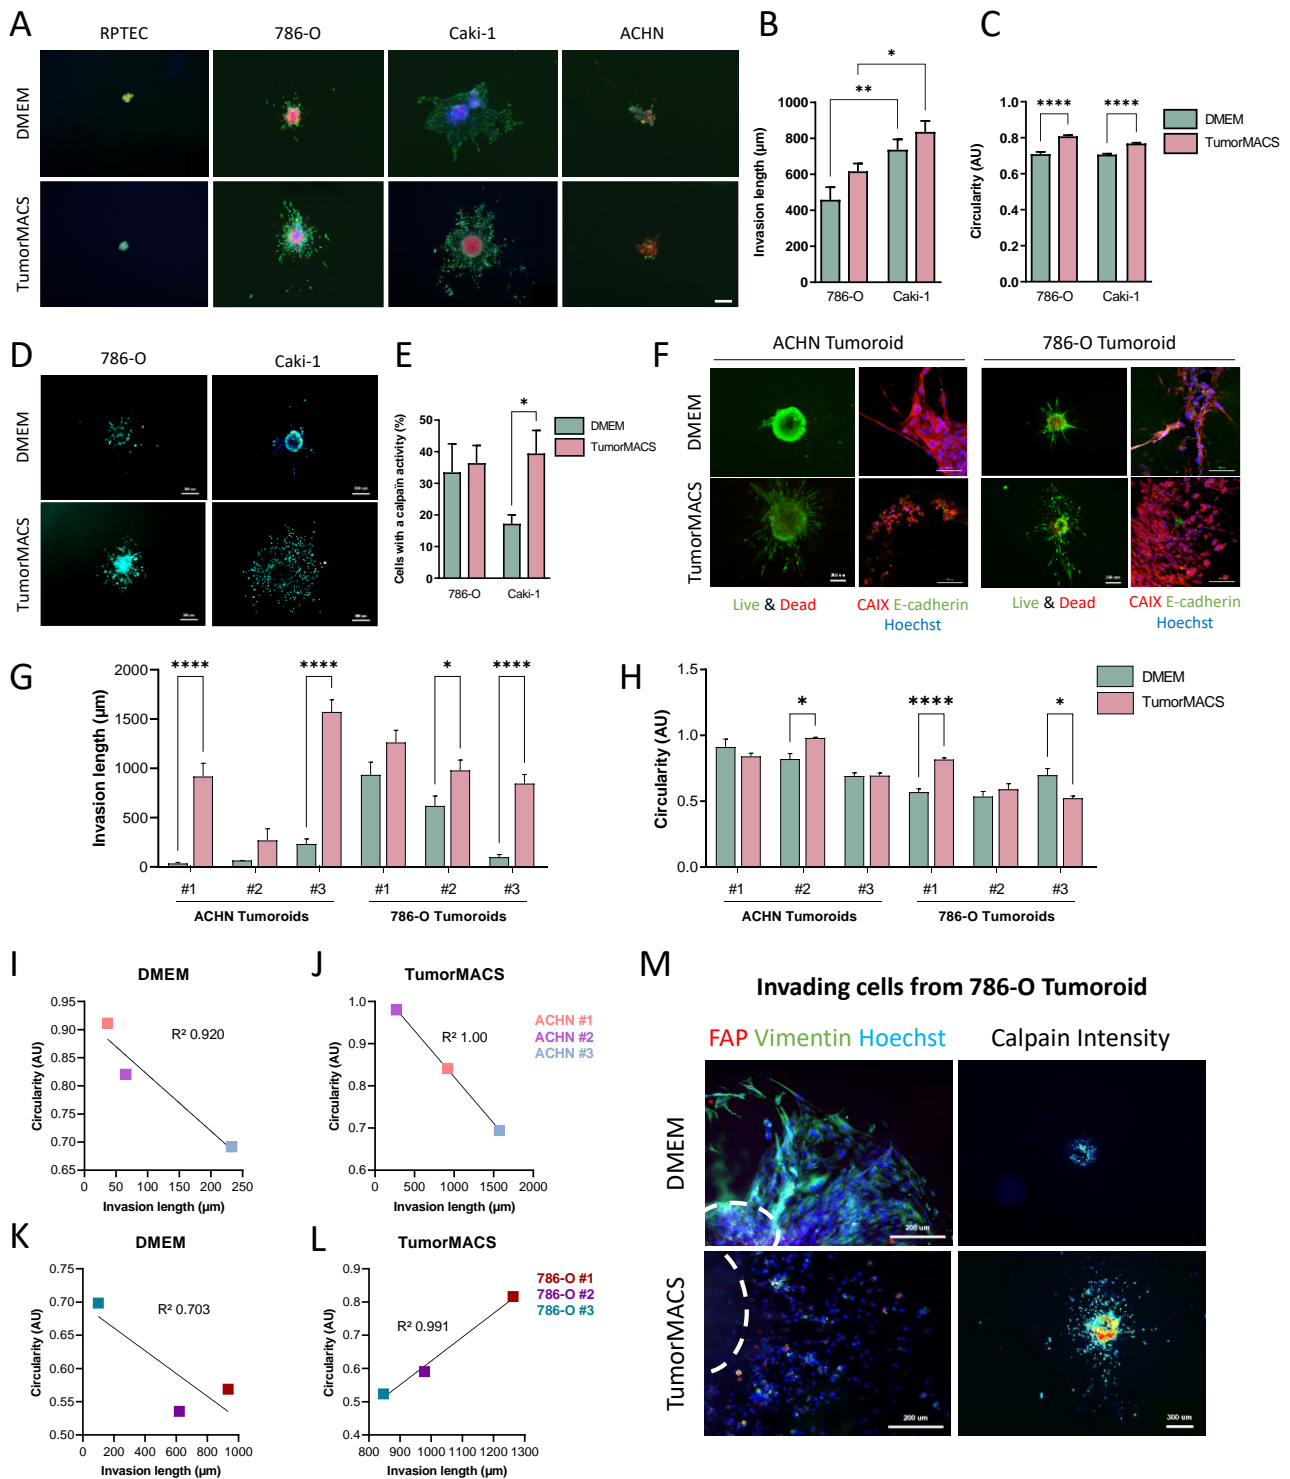 A
RPTEC
786-O
Caki-1
ACHN
DMEM
TumorMACS
B
*
**
Invasion length (µm)
1000
800
600
400
200
0
786-O
Caki-1
C
****
****
Circularity (AU)
1.0
0.8
0.6
0.4
0.2
0.0
786-O
Caki-1
DMEM
TumorMACS
D
786-O
Caki-1
DMEM
TumorMACS
E
*
Cells with a calpaïn activity (%)
50
40
30
20
10
0
786-O
Caki-1
DMEM
TumorMACS
F
ACHN Tumoroid
786-O Tumoroid
DMEM
TumorMACS
Live & Dead
CAIX E-cadherin
Hoechst
Live & Dead
CAIX E-cadherin
Hoechst
G
****
****
*
****
Invasion length (µm)
2000
1500
1000
500
0
#1
#2
#3
#1
#2
#3
ACHN Tumoroids
786-O Tumoroids
H
*
****
*
Circularity (AU)
1.5
1.0
0.5
0.0
#1
#2
#3
#1
#2
#3
ACHN Tumoroids
786-O Tumoroids
DMEM
TumorMACS
I
DMEM
R² 0.920
Circularity (AU)
0.95
0.90
0.85
0.80
0.75
0.70
0.65
0
50
100
150
200
250
Invasion length (µm)
J
TumorMACS
R² 1.00
Circularity (AU)
1.0
0.9
0.8
0.7
0.6
0
500
1000
1500
2000
Invasion length (µm)
ACHN #1
ACHN #2
ACHN #3
K
DMEM
R² 0.703
Circularity (AU)
0.75
0.70
0.65
0.60
0.55
0.50
0
200
400
600
800
1000
Invasion length (µm)
L
TumorMACS
R² 0.991
Circularity (AU)
0.9
0.8
0.7
0.6
0.5
0.4
800
900
1000
1100
1200
1300
Invasion length (µm)
786-O #1
786-O #2
786-O #3
M
Invading cells from 786-O Tumoroid
FAP Vimentin Hoechst
Calpain Intensity
DMEM
TumorMACS
200 um
200 um
300 um